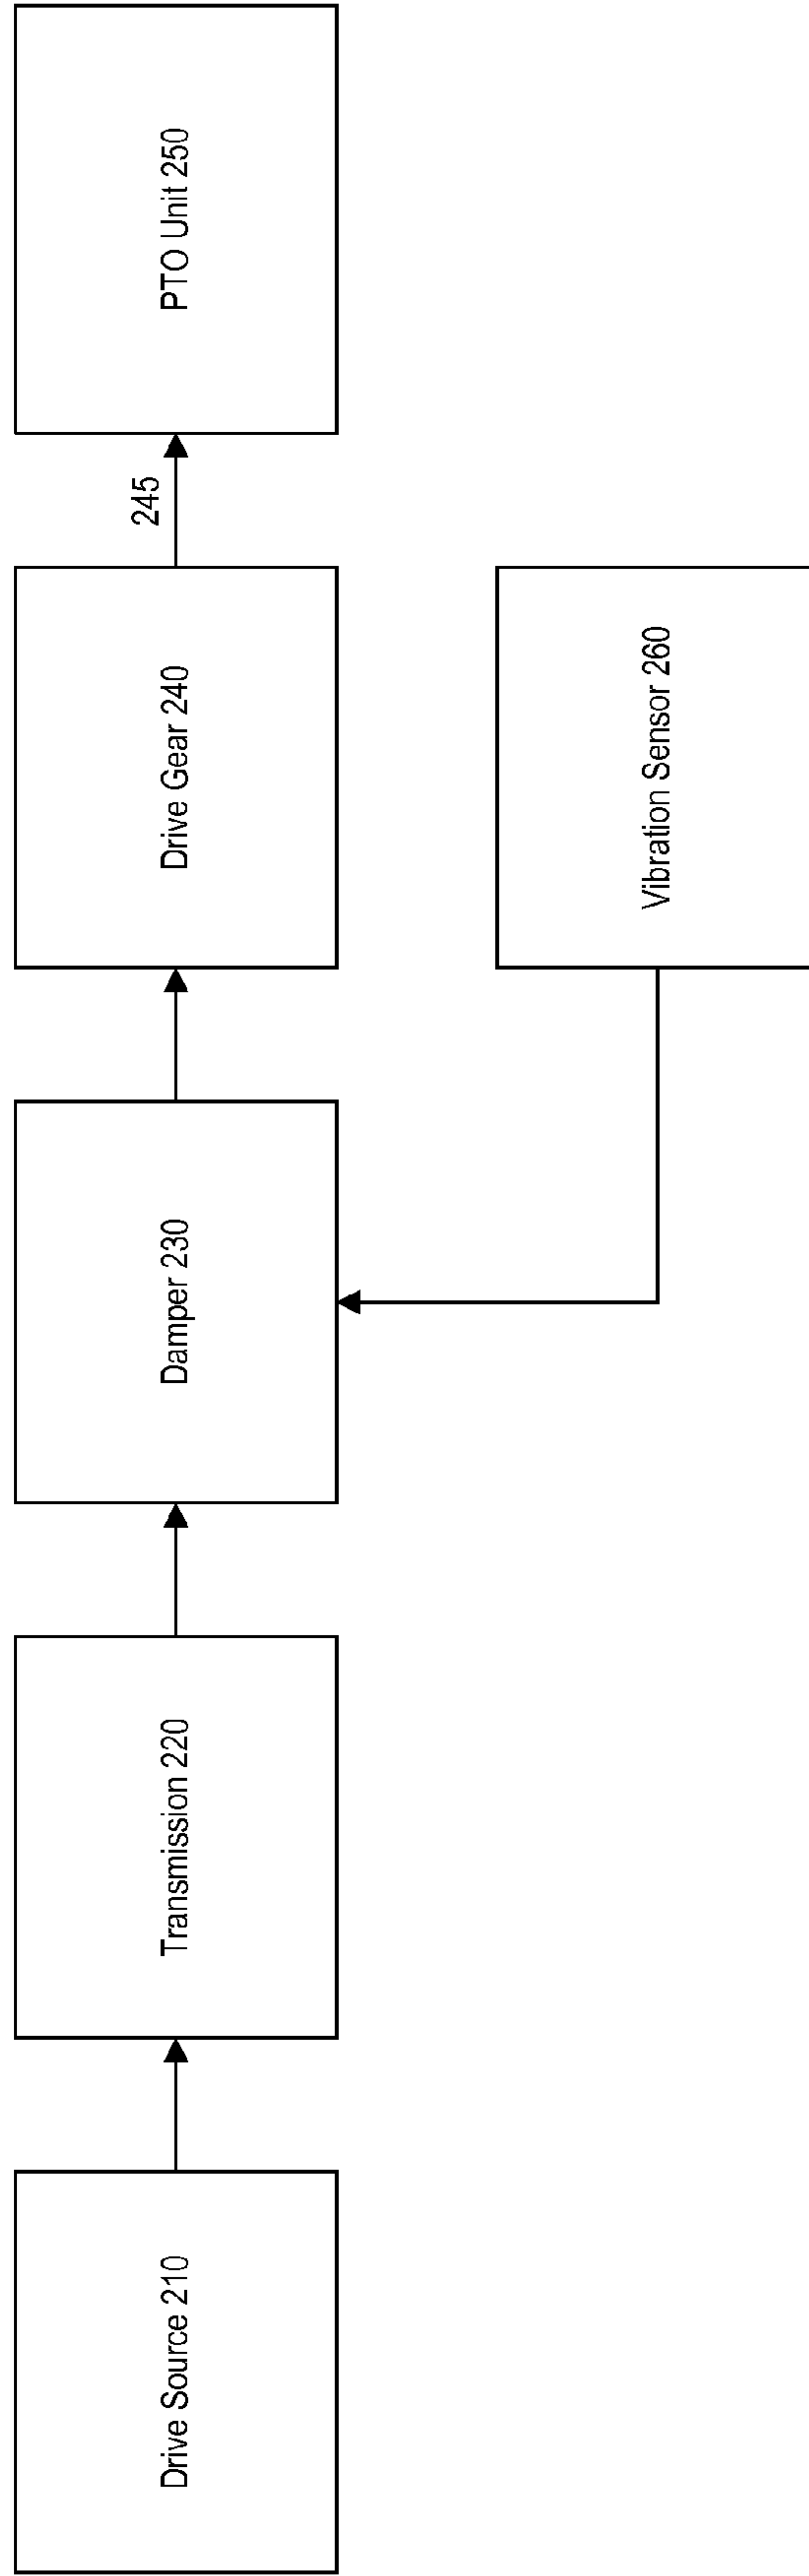 Drive Source 210
Transmission 220
Damper 230
Drive Gear 240
245
PTO Unit 250
Vibration Sensor 260